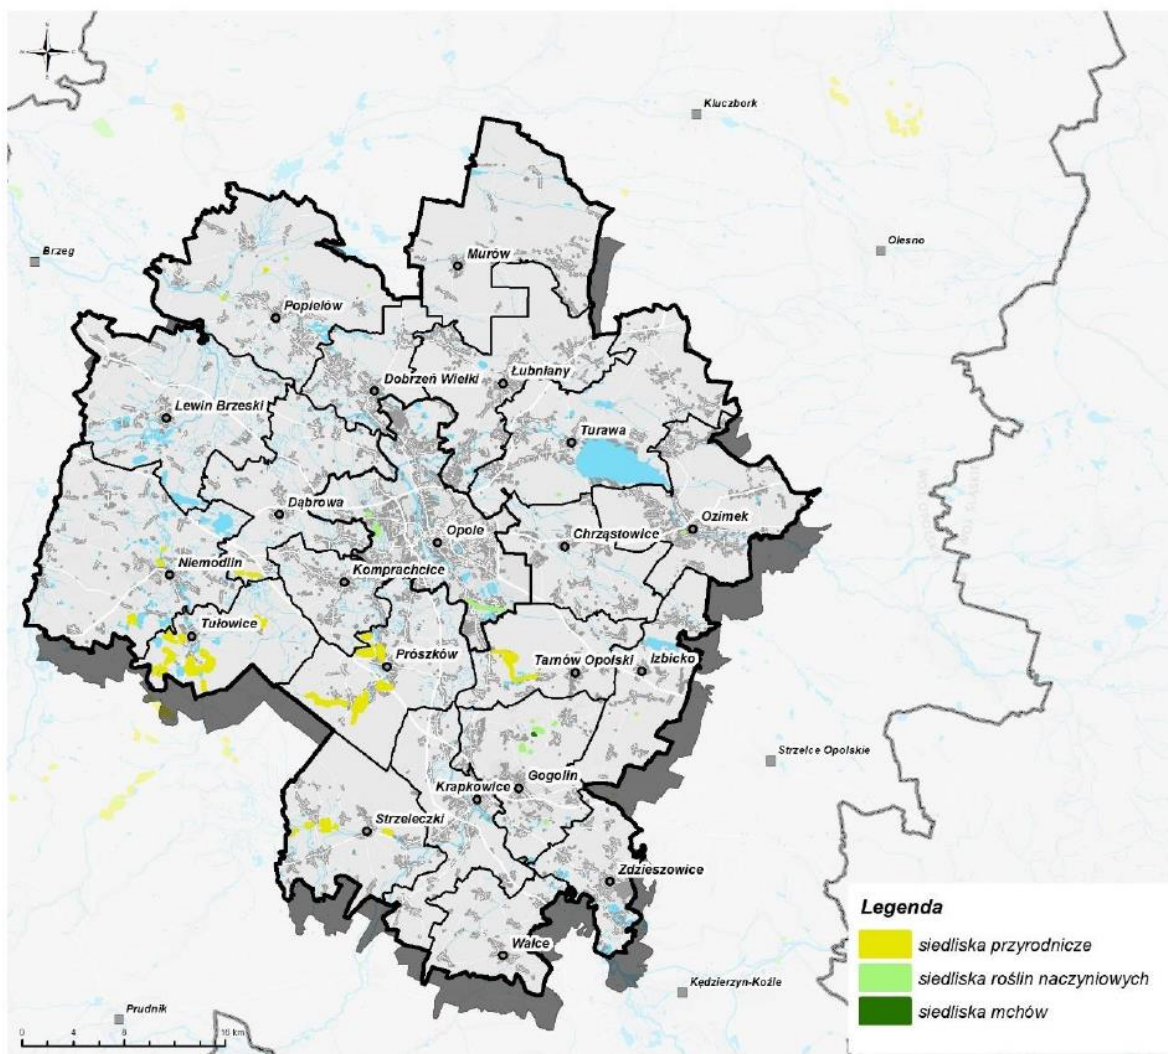 N
Kluczbork
Olesno
Brzeg
Murów
Popielów
Łubniany
Dobrzeń Wielki
Lewin Brzeski
Turawa
Dąbrowa
Opole
Chrząstowice
Ozimek
Niemodlin
Komprachcice
Tułowice
Prószków
Tarnów Opolski
Izbicko
Strzelce Opolskie
Gogolin
Krapkowice
Strzeleczki
Zdzieszowice
Walce
Kędzierzyn-Koźle
Prudnik
0 4 8 16 km
Legenda
siedliska przyrodnicze
siedliska roślin naczyniowych
siedliska mchów